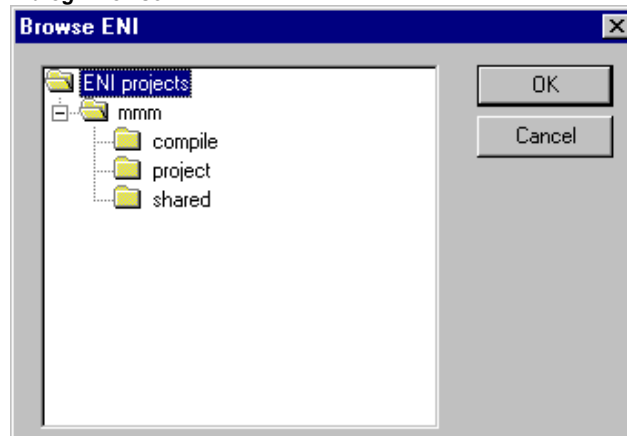 Browse ENI
ENI projects
OK
mmm
Cancel
compile
project
shared